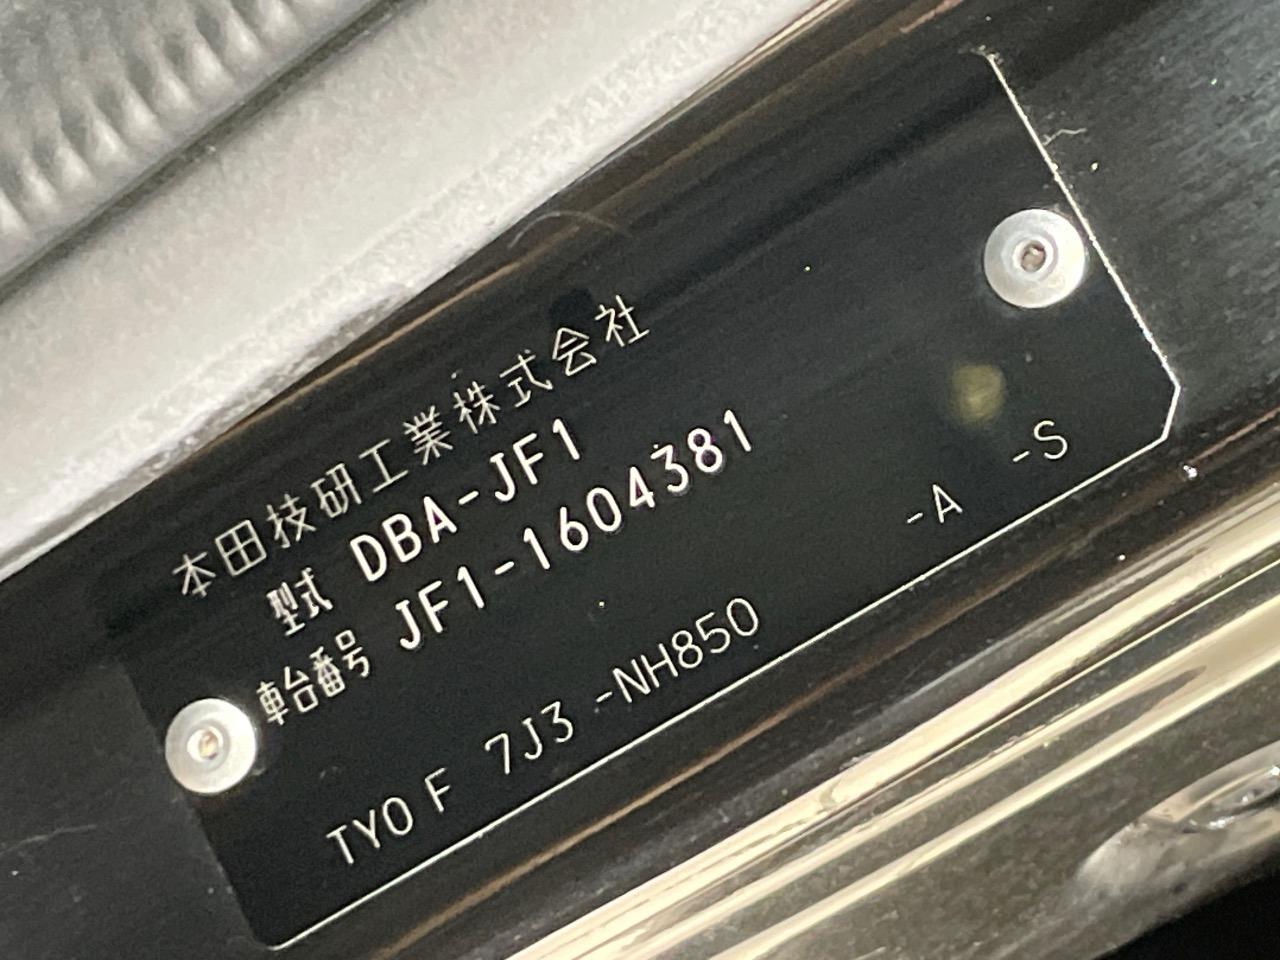 本田技研工業株式会社
型式 DBA-JF1
車台番号 JF1-1604381
TYO F 7J3 -NH850 -A -S